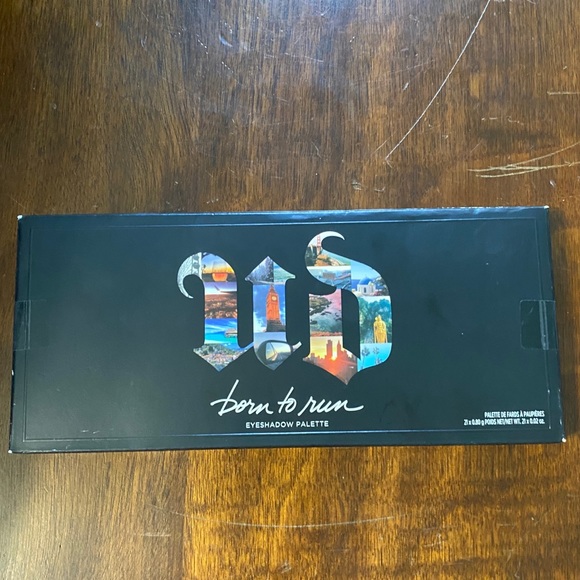 UD
born to run
EYESHADOW PALETTE
PALETTE DE FARDS À PAUPIÈRES
21 x 0.80 g POIDS NET/NET WT. 21 x 0.02 oz.